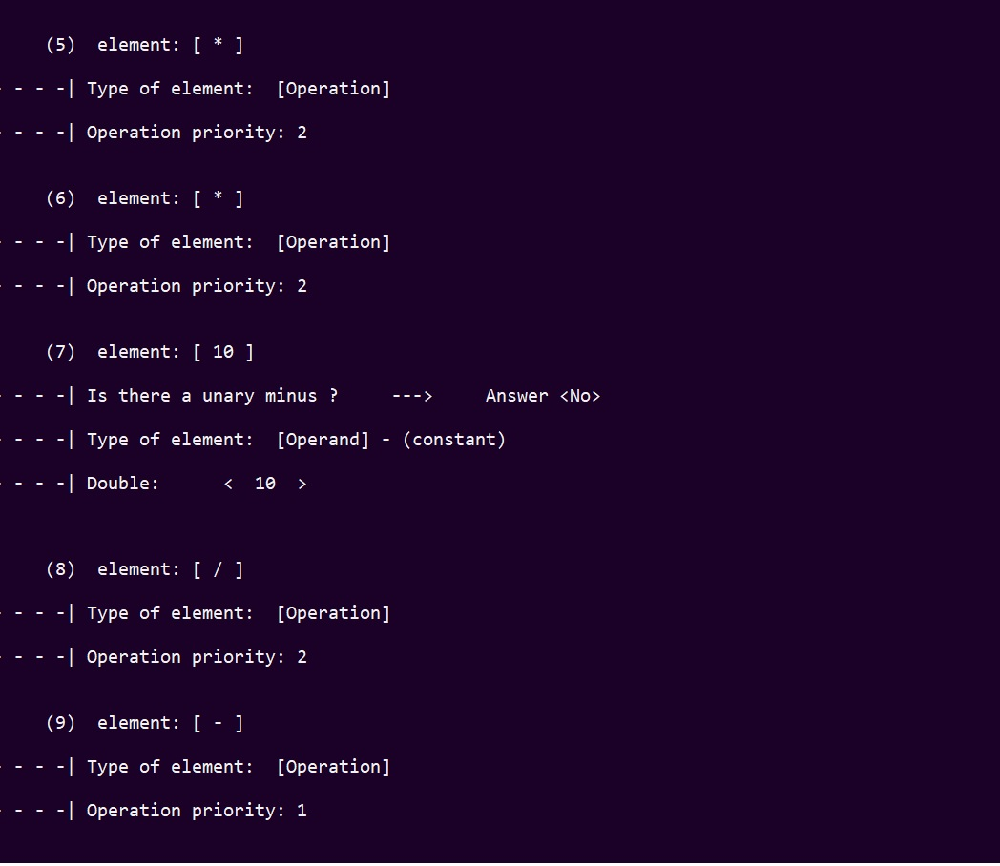 (5)  element: [ * ]
- - - -| Type of element:  [Operation]
- - - -| Operation priority: 2
(6)  element: [ * ]
- - - -| Type of element:  [Operation]
- - - -| Operation priority: 2
(7)  element: [ 10 ]
- - - -| Is there a unary minus ?     --->     Answer <No>
- - - -| Type of element:  [Operand] - (constant)
- - - -| Double:      <  10  >
(8)  element: [ / ]
- - - -| Type of element:  [Operation]
- - - -| Operation priority: 2
(9)  element: [ - ]
- - - -| Type of element:  [Operation]
- - - -| Operation priority: 1